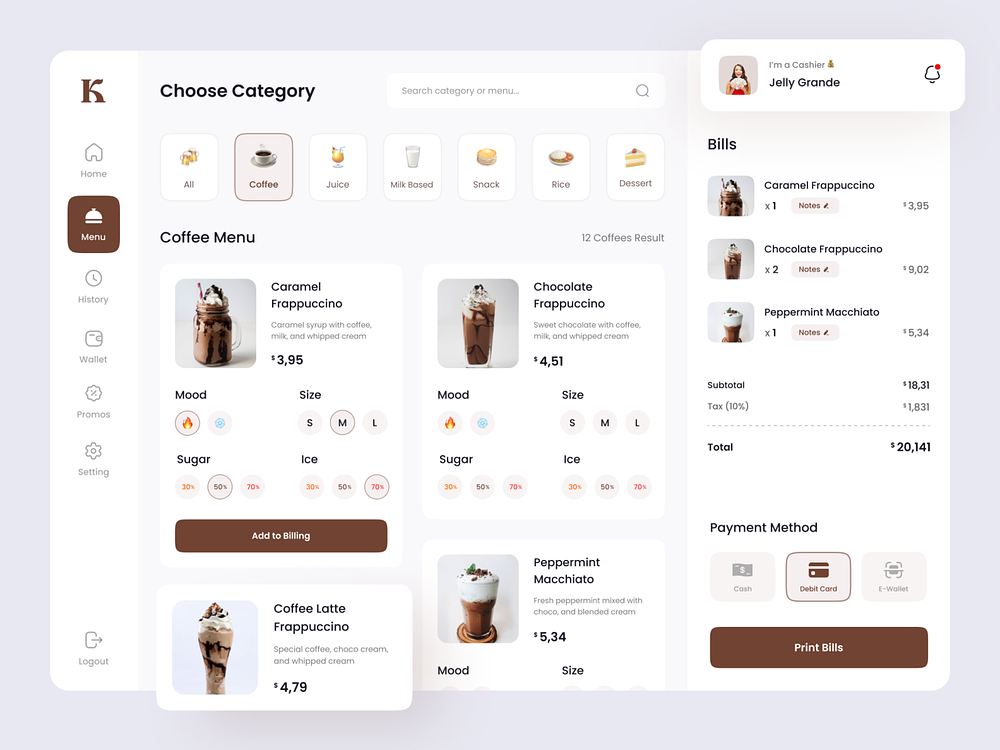 K
Home
Menu
History
Wallet
Promos
Setting
Logout
Choose Category
Search category or menu...
All
Coffee
Juice
Milk Based
Snack
Rice
Dessert
Coffee Menu
12 Coffees Result
Caramel
Frappuccino
Caramel syrup with coffee,
milk, and whipped cream
$ 3,95
Mood
Size
S M L
Sugar
Ice
30% 50% 70%
30% 50% 70%
Add to Billing
Chocolate
Frappuccino
Sweet chocolate with coffee,
milk, and whipped cream
$ 4,51
Mood
Size
S M L
Sugar
Ice
30% 50% 70%
30% 50% 70%
Coffee Latte
Frappuccino
Special coffee, choco cream,
and whipped cream
$ 4,79
Peppermint
Macchiato
Fresh peppermint mixed with
choco, and blended cream
$ 5,34
Mood
Size
I'm a Cashier
Jelly Grande
Bills
Caramel Frappuccino
x 1 Notes $ 3,95
Chocolate Frappuccino
x 2 Notes $ 9,02
Peppermint Macchiato
x 1 Notes $ 5,34
Subtotal $ 18,31
Tax (10%) $ 1,831
Total $ 20,141
Payment Method
Cash
Debit Card
E-Wallet
Print Bills